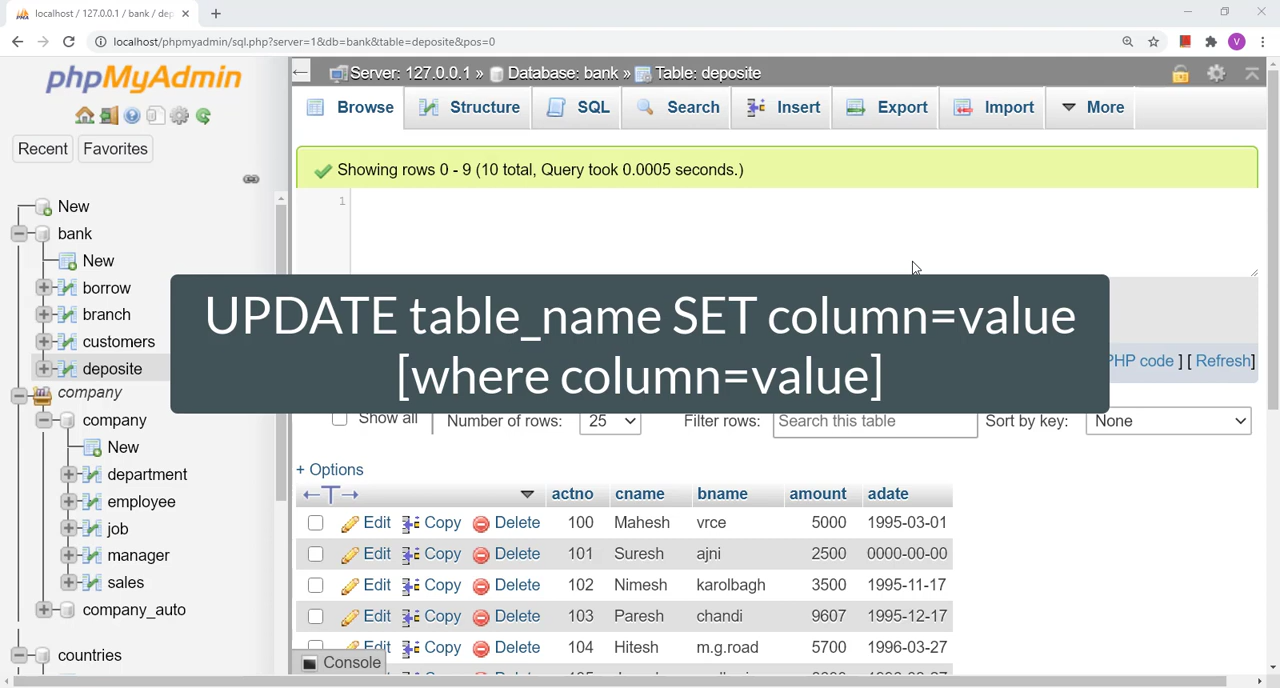 localhost / 127.0.0.1 / bank / dep
localhost/phpmyadmin/sql.php?server=1&db=bank&table=deposite&pos=0
V
phpMyAdmin
Recent Favorites
New
bank
New
borrow
branch
customers
deposite
company
company
New
department
employee
job
manager
sales
company_auto
countries
Server: 127.0.0.1 » Database: bank » Table: deposite
Browse Structure SQL Search Insert Export Import More
Showing rows 0 - 9 (10 total, Query took 0.0005 seconds.)
1
UPDATE table_name SET column=value
[where column=value]
PHP code ] [ Refresh]
Show all Number of rows: 25 Filter rows: Search this table Sort by key: None
+ Options
←T→ actno cname bname amount adate
Edit Copy Delete 100 Mahesh vrce 5000 1995-03-01
Edit Copy Delete 101 Suresh ajni 2500 0000-00-00
Edit Copy Delete 102 Nimesh karolbagh 3500 1995-11-17
Edit Copy Delete 103 Paresh chandi 9607 1995-12-17
Edit Copy Delete 104 Hitesh m.g.road 5700 1996-03-27
Console